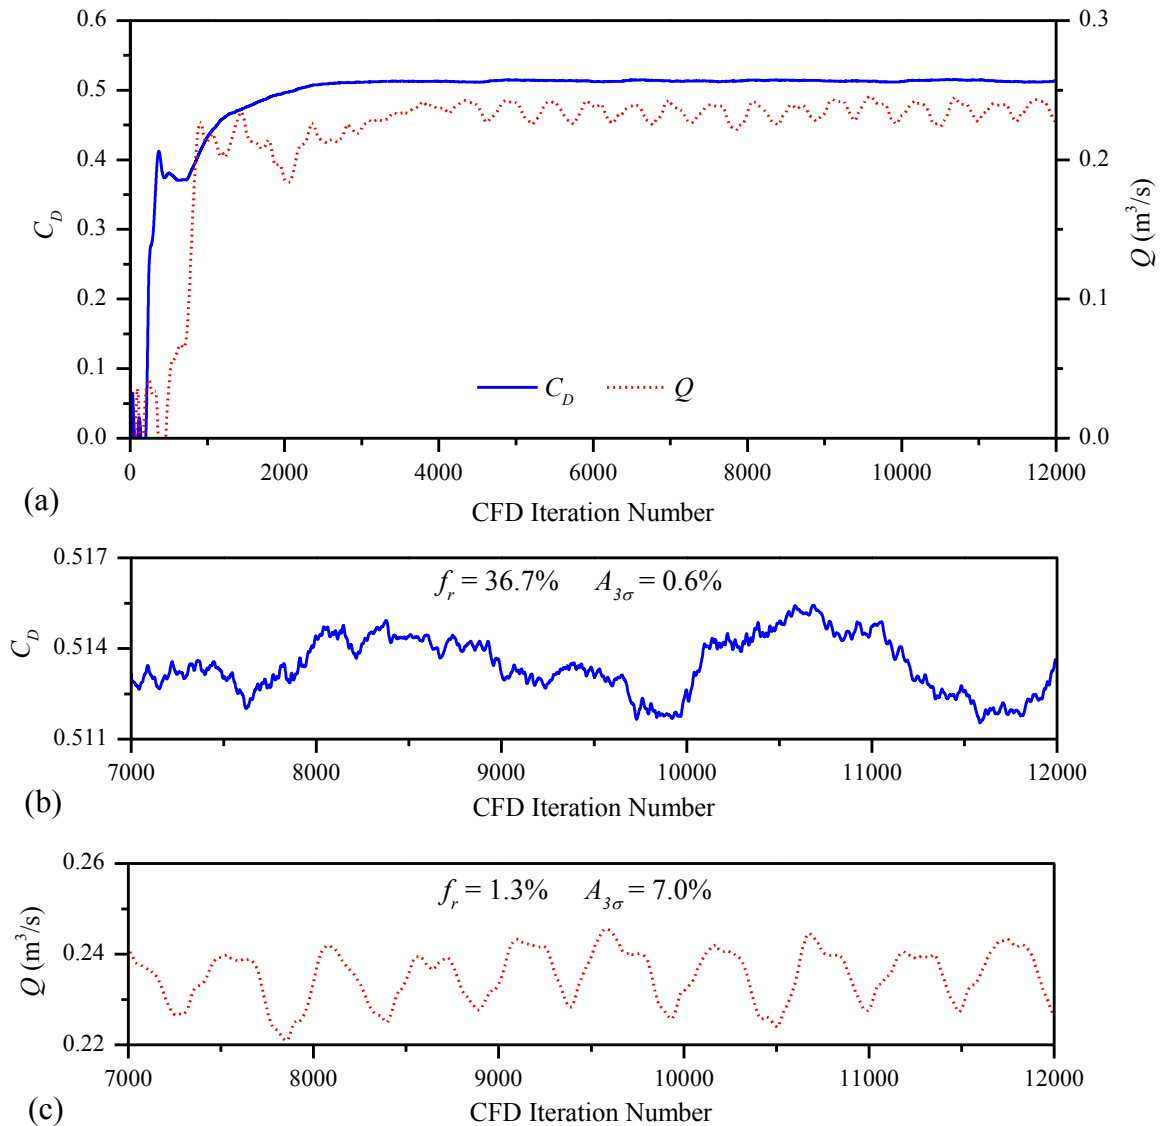 0.6
0.5
0.4
0.3
0.2
0.1
0.0
C_D
0.3
0.2
0.1
0.0
Q (m³/s)
C_D Q
0 2000 4000 6000 8000 10000 12000
CFD Iteration Number
(a)
0.517
0.514
0.511
C_D
f_r = 36.7% A_3σ = 0.6%
7000 8000 9000 10000 11000 12000
CFD Iteration Number
(b)
0.26
0.24
0.22
Q (m³/s)
f_r = 1.3% A_3σ = 7.0%
7000 8000 9000 10000 11000 12000
CFD Iteration Number
(c)